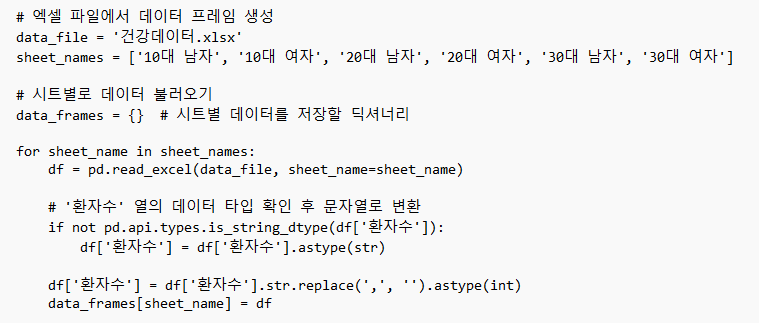 # 엑셀 파일에서 데이터 프레임 생성
data_file = '건강데이터.xlsx'
sheet_names = ['10대 남자', '10대 여자', '20대 남자', '20대 여자', '30대 남자', '30대 여자']

# 시트별로 데이터 불러오기
data_frames = {}  # 시트별 데이터를 저장할 딕셔너리

for sheet_name in sheet_names:
    df = pd.read_excel(data_file, sheet_name=sheet_name)

    # '환자수' 열의 데이터 타입 확인 후 문자열로 변환
    if not pd.api.types.is_string_dtype(df['환자수']):
        df['환자수'] = df['환자수'].astype(str)

    df['환자수'] = df['환자수'].str.replace(',', '').astype(int)
    data_frames[sheet_name] = df